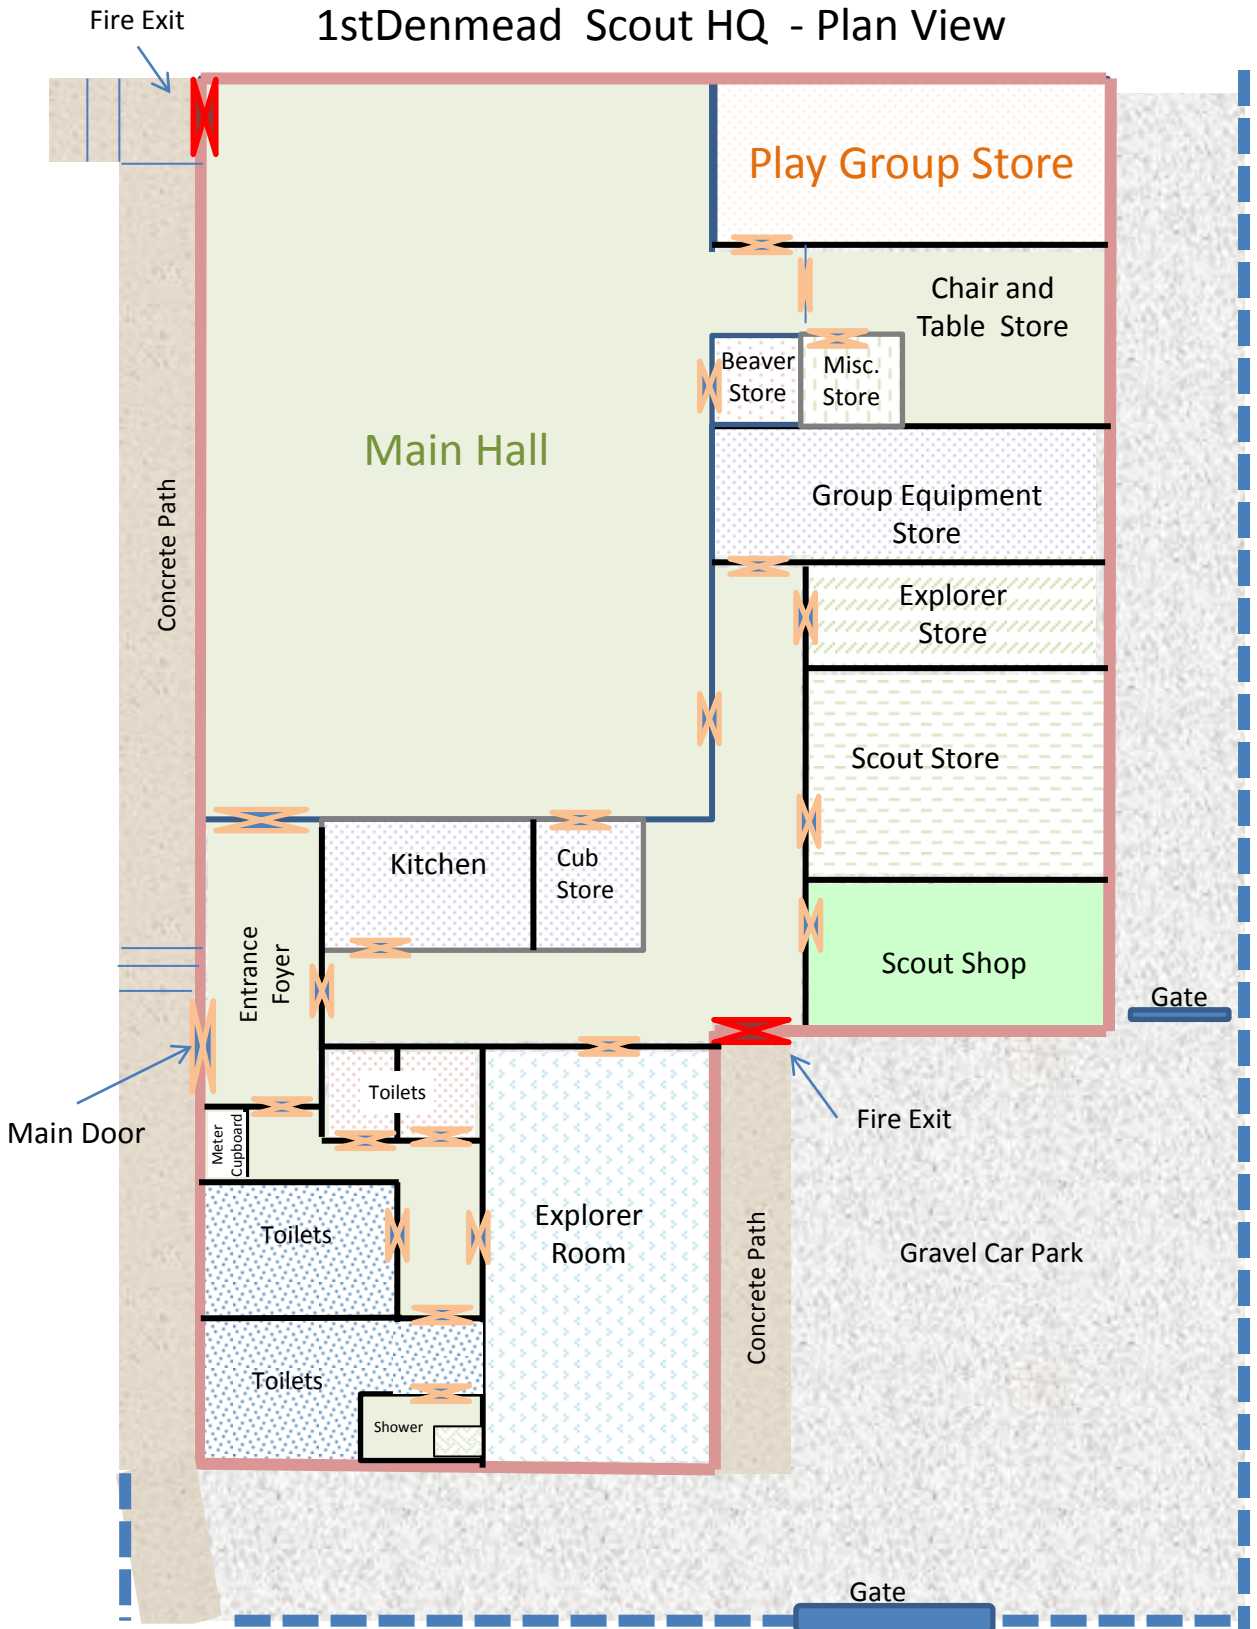 1stDenmead  Scout HQ  - Plan View
Fire Exit
Play Group Store
Chair and
Table  Store
Beaver
Store
Misc.
Store
Main Hall
Group Equipment
Store
Concrete Path
Explorer
Store
Scout Store
Kitchen
Cub
Store
Entrance
Foyer
Scout Shop
Gate
Toilets
Main Door
Meter
Cupboard
Fire Exit
Toilets
Explorer
Room
Concrete Path
Gravel Car Park
Toilets
Shower
Gate